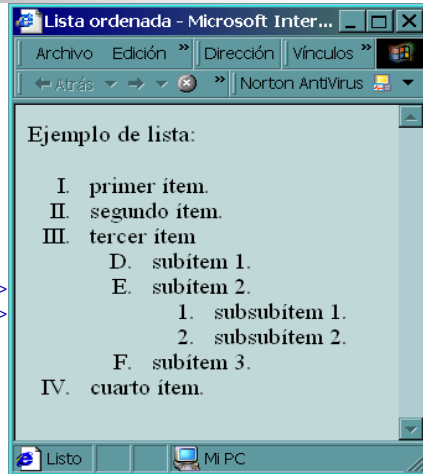 Lista ordenada - Microsoft Inter...
Archivo Edición » Dirección Vínculos »
Atrás » Norton AntiVirus
Ejemplo de lista:
I. primer ítem.
II. segundo ítem.
III. tercer ítem
D. subítem 1.
E. subítem 2.
1. subsubítem 1.
2. subsubítem 2.
F. subítem 3.
IV. cuarto ítem.
>
>
Listo Mi PC